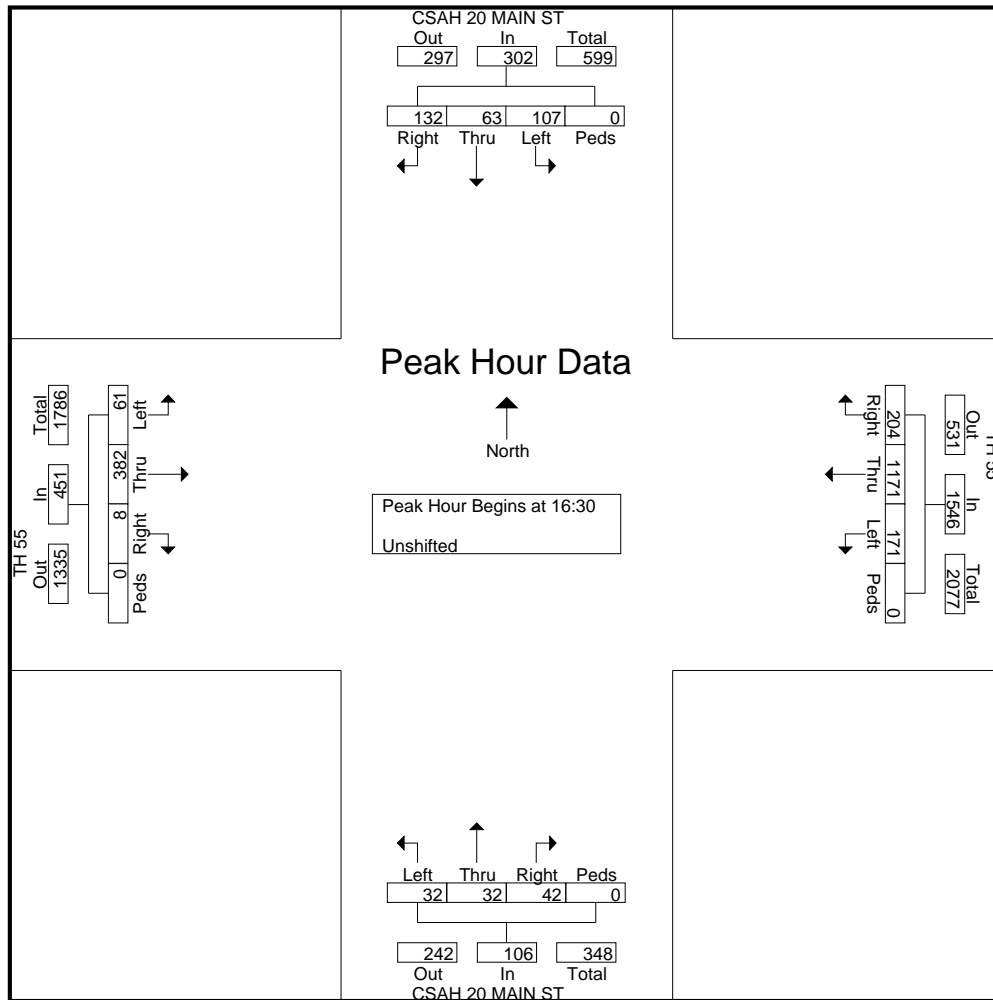 CSAH 20 MAIN ST
Out In Total
297 302 599
132 63 107 0
Right Thru Left Peds
Peak Hour Data
North
Peak Hour Begins at 16:30
Unshifted
TH 55
Out In Total
1335 451 1786
61 382 8 0
Left Thru Right Peds
TH 55
Out In Total
531 1546 2077
204 1171 171 0
Right Thru Left Peds
Left Thru Right Peds
32 32 42 0
242 106 348
Out In Total
CSAH 20 MAIN ST